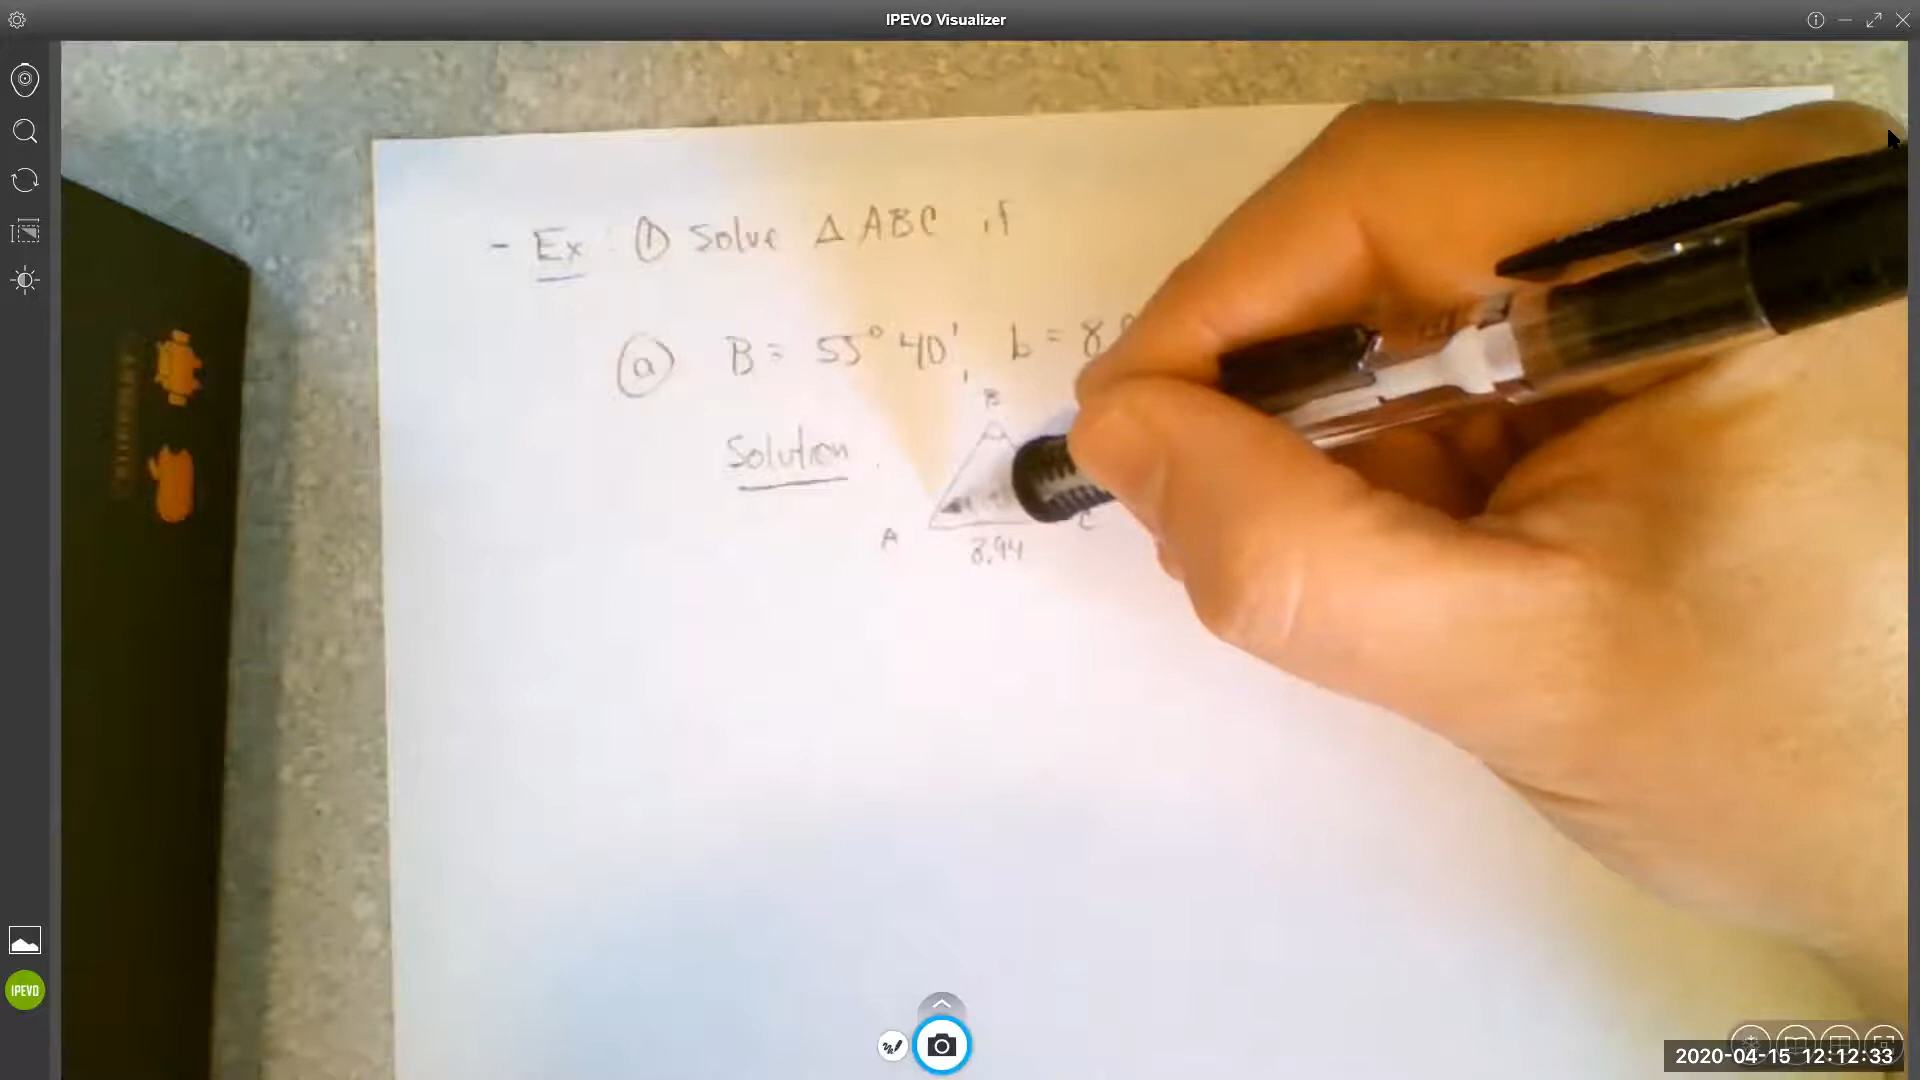 IPEVO Visualizer
- Ex: ① Solve Δ ABC if
ⓐ B = 55° 40', b = 8
B
Solution
A
C
8.94
IPEVO
2020-04-15 12:12:33